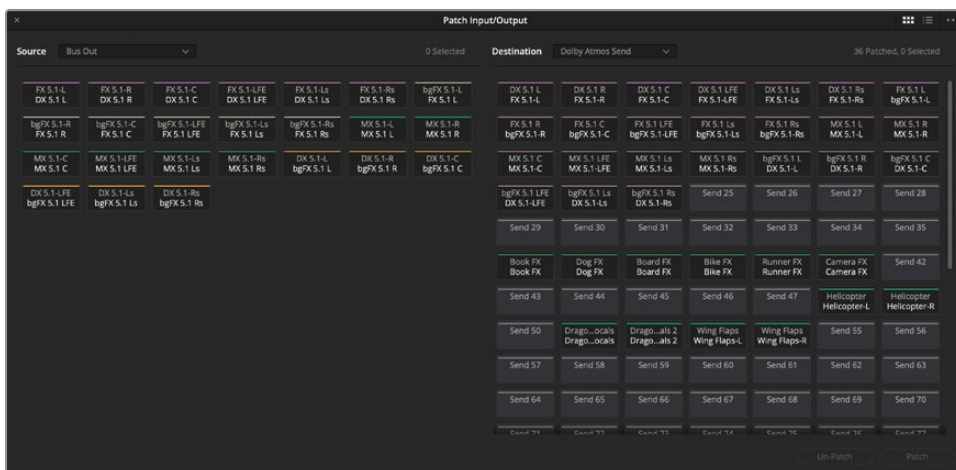 Patch Input/Output
Source Bus Out 0 Selected
Destination Dolby Atmos Send 36 Patched, 0 Selected
FX 5.1-L FX 5.1-R FX 5.1-C FX 5.1-LFE FX 5.1-Ls FX 5.1-Rs bgFX 5.1-L
DX 5.1 L DX 5.1 R DX 5.1 C DX 5.1 LFE DX 5.1 Ls DX 5.1 Rs FX 5.1 L
bgFX 5.1-R bgFX 5.1-C bgFX 5.1-LFE bgFX 5.1-Ls bgFX 5.1-Rs MX 5.1-L MX 5.1-R
FX 5.1 R FX 5.1 C FX 5.1 LFE FX 5.1 Ls FX 5.1 Rs MX 5.1 L MX 5.1 R
MX 5.1-C MX 5.1-LFE MX 5.1-Ls MX 5.1-Rs DX 5.1-L DX 5.1-R DX 5.1-C
MX 5.1 C MX 5.1 LFE MX 5.1 Ls MX 5.1 Rs bgFX 5.1 L bgFX 5.1 R bgFX 5.1 C
DX 5.1-LFE DX 5.1-Ls DX 5.1-Rs
bgFX 5.1 LFE bgFX 5.1 Ls bgFX 5.1 Rs
DX 5.1 L DX 5.1 R DX 5.1 C DX 5.1 LFE DX 5.1 Ls DX 5.1 Rs FX 5.1 L
FX 5.1-L FX 5.1-R FX 5.1-C FX 5.1-LFE FX 5.1-Ls FX 5.1-Rs bgFX 5.1-L
FX 5.1 R FX 5.1 C FX 5.1 LFE FX 5.1 Ls FX 5.1 Rs MX 5.1 L MX 5.1 R
bgFX 5.1-R bgFX 5.1-C bgFX 5.1-LFE bgFX 5.1-Ls bgFX 5.1-Rs MX 5.1-L MX 5.1-R
MX 5.1 C MX 5.1 LFE MX 5.1 Ls MX 5.1 Rs bgFX 5.1 L bgFX 5.1 R bgFX 5.1 C
MX 5.1-C MX 5.1-LFE MX 5.1-Ls MX 5.1-Rs DX 5.1-L DX 5.1-R DX 5.1-C
bgFX 5.1 LFE bgFX 5.1 Ls bgFX 5.1 Rs Send 25 Send 26 Send 27 Send 28
DX 5.1-LFE DX 5.1-Ls DX 5.1-Rs
Send 29 Send 30 Send 31 Send 32 Send 33 Send 34 Send 35
Book FX Dog FX Board FX Bike FX Runner FX Camera FX Send 42
Book FX Dog FX Board FX Bike FX Runner FX Camera FX
Send 43 Send 44 Send 45 Send 46 Send 47 Helicopter Helicopter
Helicopter-L Helicopter-R
Send 50 Drago...ocals Drago...als 2 Wing Flaps Wing Flaps Send 55 Send 56
Drago...ocals Drago...als 2 Wing Flaps-L Wing Flaps-R
Send 57 Send 58 Send 59 Send 60 Send 61 Send 62 Send 63
Send 64 Send 65 Send 66 Send 67 Send 68 Send 69 Send 70
Send 71 Send 72 Send 73 Send 74 Send 75 Send 76 Send 77
Un-Patch Patch